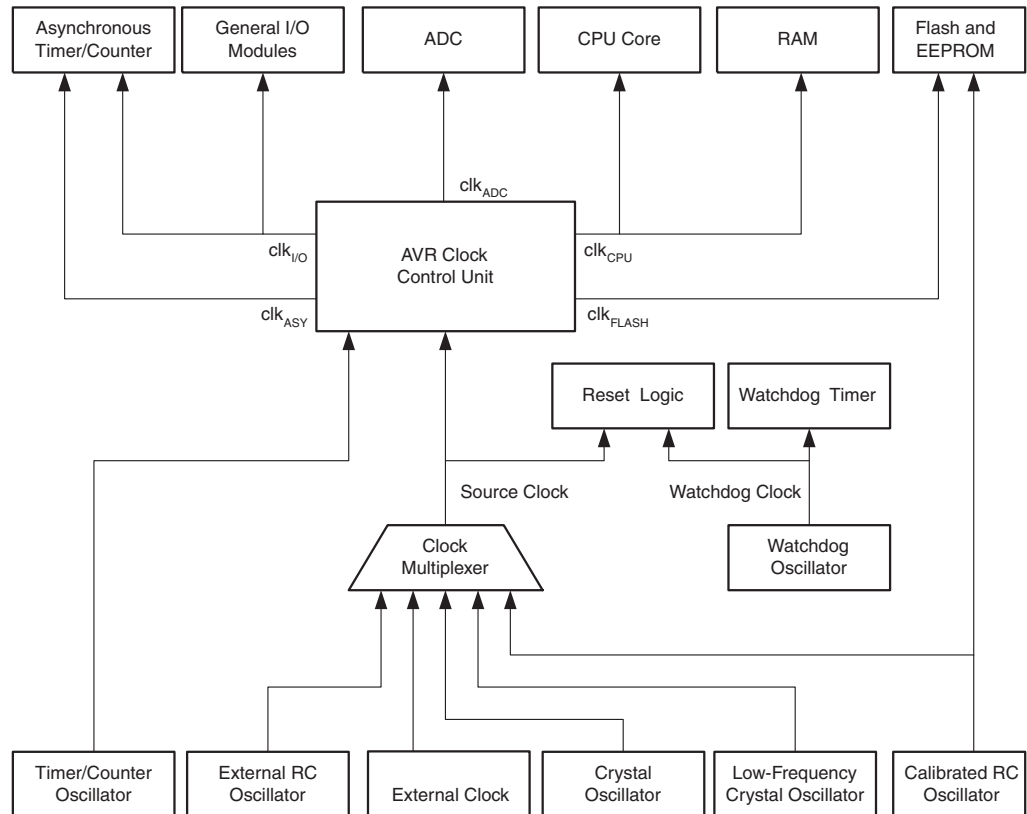 Asynchronous
Timer/Counter
General I/O
Modules
ADC
CPU Core
RAM
Flash and
EEPROM
clkADC
clkI/O
AVR Clock
Control Unit
clkCPU
clkASY
clkFLASH
Reset Logic
Watchdog Timer
Source Clock
Watchdog Clock
Clock
Multiplexer
Watchdog
Oscillator
Timer/Counter
Oscillator
External RC
Oscillator
External Clock
Crystal
Oscillator
Low-Frequency
Crystal Oscillator
Calibrated RC
Oscillator